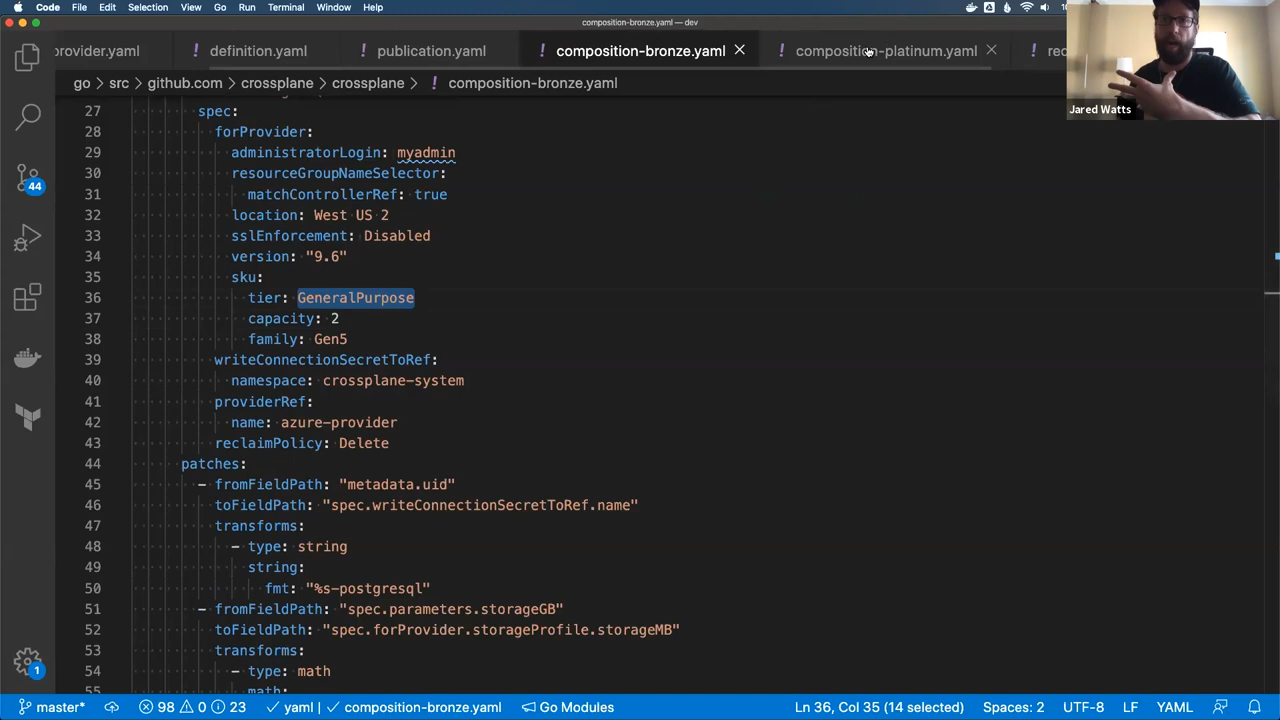 Code File Edit Selection View Go Run Terminal Window Help
composition-bronze.yaml — dev
provider.yaml ! definition.yaml ! publication.yaml ! composition-bronze.yaml × ! composition-platinum.yaml × !
go > src > github.com > crossplane > crossplane > ! composition-bronze.yaml
Jared Watts
27 spec:
28 forProvider:
29 administratorLogin: myadmin
30 resourceGroupNameSelector:
31 matchControllerRef: true
32 location: West US 2
33 sslEnforcement: Disabled
34 version: "9.6"
35 sku:
36 tier: GeneralPurpose
37 capacity: 2
38 family: Gen5
39 writeConnectionSecretToRef:
40 namespace: crossplane-system
41 providerRef:
42 name: azure-provider
43 reclaimPolicy: Delete
44 patches:
45 - fromFieldPath: "metadata.uid"
46 toFieldPath: "spec.writeConnectionSecretToRef.name"
47 transforms:
48 - type: string
49 string:
50 fmt: "%s-postgresql"
51 - fromFieldPath: "spec.parameters.storageGB"
52 toFieldPath: "spec.forProvider.storageProfile.storageMB"
53 transforms:
54 - type: math
55 math:
44
1
master* 98 0 23 yaml composition-bronze.yaml Go Modules Ln 36, Col 35 (14 selected) Spaces: 2 UTF-8 LF YAML